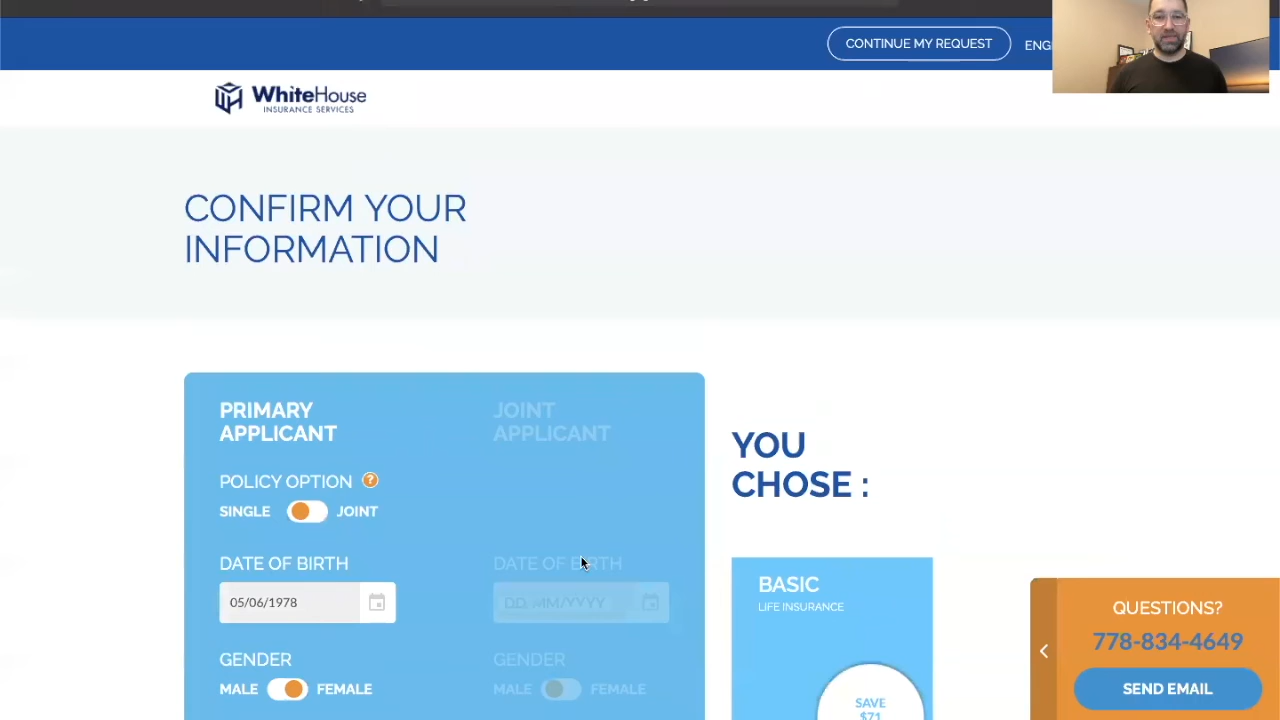 CONTINUE MY REQUEST
ENG
WhiteHouse
INSURANCE SERVICES
CONFIRM YOUR
INFORMATION
PRIMARY
APPLICANT
JOINT
APPLICANT
POLICY OPTION ?
SINGLE JOINT
DATE OF BIRTH
05/06/1978
DATE OF BIRTH
DD/MM/YYYY
GENDER
MALE FEMALE
GENDER
MALE FEMALE
YOU
CHOSE :
BASIC
LIFE INSURANCE
SAVE
$71
QUESTIONS?
778-834-4649
SEND EMAIL